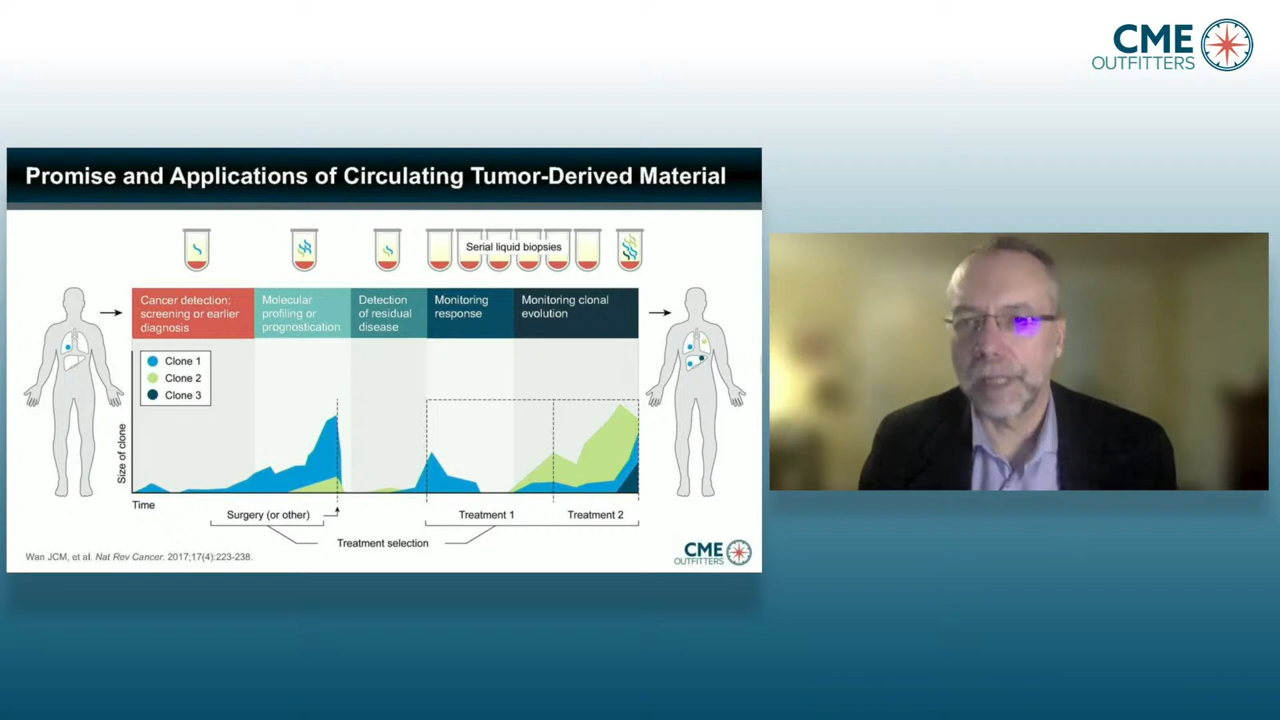 CME
OUTFITTERS
Promise and Applications of Circulating Tumor-Derived Material
Serial liquid biopsies
Cancer detection:
screening or earlier
diagnosis
Molecular
profiling or
prognostication
Detection
of residual
disease
Monitoring
response
Monitoring clonal
evolution
Clone 1
Clone 2
Clone 3
Size of clone
Time
Surgery (or other)
Treatment 1
Treatment 2
Treatment selection
Wan JCM, et al. Nat Rev Cancer. 2017;17(4):223-238.
CME
OUTFITTERS